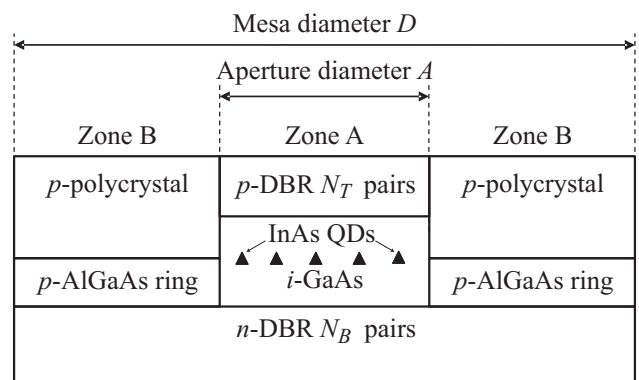 Mesa diameter D
Aperture diameter A
Zone B Zone A Zone B
p-polycrystal p-DBR N_T pairs p-polycrystal
InAs QDs
p-AlGaAs ring i-GaAs p-AlGaAs ring
n-DBR N_B pairs